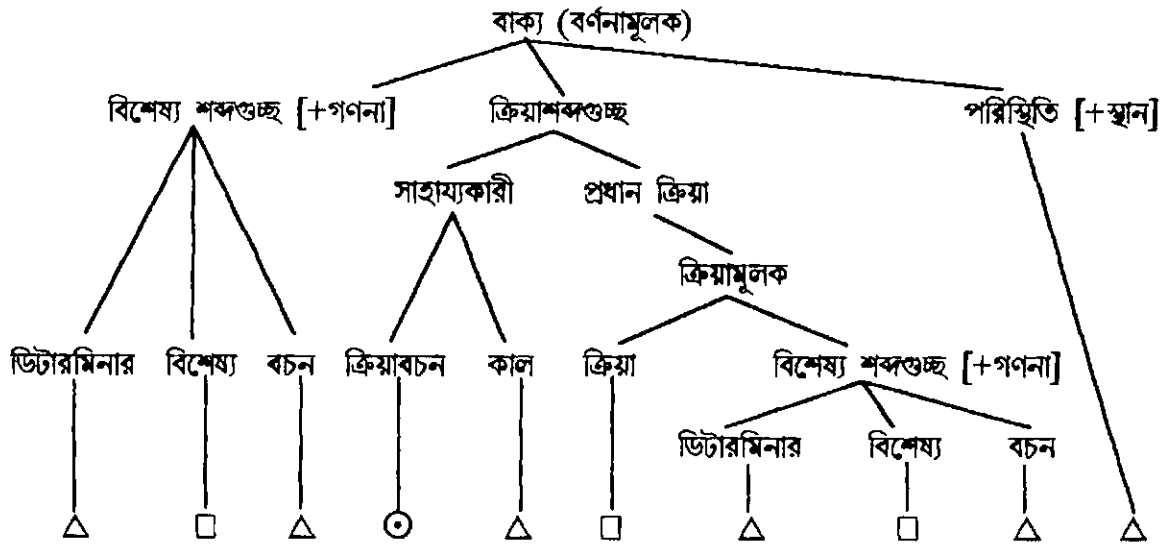 বাক্য (বর্ণনামূলক)
বিশেষ্য শব্দগুচ্ছ [+গণনা] ক্রিয়াশব্দগুচ্ছ পরিস্থিতি [+স্থান]
সাহায্যকারী প্রধান ক্রিয়া
ক্রিয়ামূলক
ডিটারমিনার বিশেষ্য বচন ক্রিয়াবচন কাল ক্রিয়া বিশেষ্য শব্দগুচ্ছ [+গণনা]
ডিটারমিনার বিশেষ্য বচন